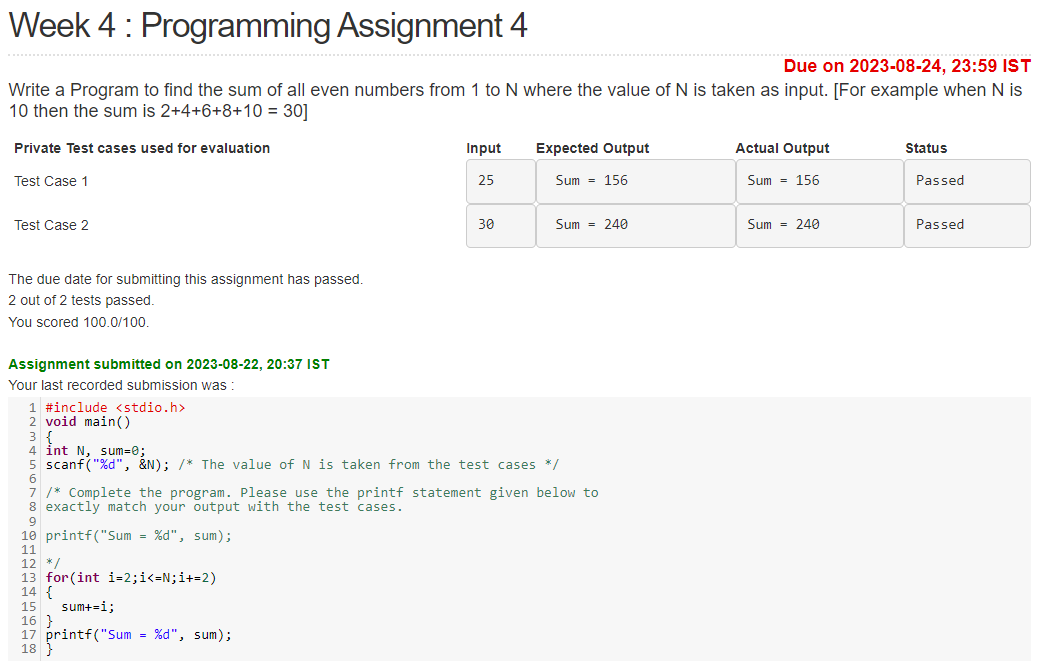 Week 4 : Programming Assignment 4
Due on 2023-08-24, 23:59 IST
Write a Program to find the sum of all even numbers from 1 to N where the value of N is taken as input. [For example when N is
10 then the sum is 2+4+6+8+10 = 30]
Private Test cases used for evaluation Input Expected Output Actual Output Status
Test Case 1 25 Sum = 156 Sum = 156 Passed
Test Case 2 30 Sum = 240 Sum = 240 Passed
The due date for submitting this assignment has passed.
2 out of 2 tests passed.
You scored 100.0/100.
Assignment submitted on 2023-08-22, 20:37 IST
Your last recorded submission was :
1 #include <stdio.h>
2 void main()
3 {
4 int N, sum=0;
5 scanf("%d", &N); /* The value of N is taken from the test cases */
6
7 /* Complete the program. Please use the printf statement given below to
8 exactly match your output with the test cases.
9
10 printf("Sum = %d", sum);
11
12 */
13 for(int i=2;i<=N;i+=2)
14 {
15   sum+=i;
16 }
17 printf("Sum = %d", sum);
18 }